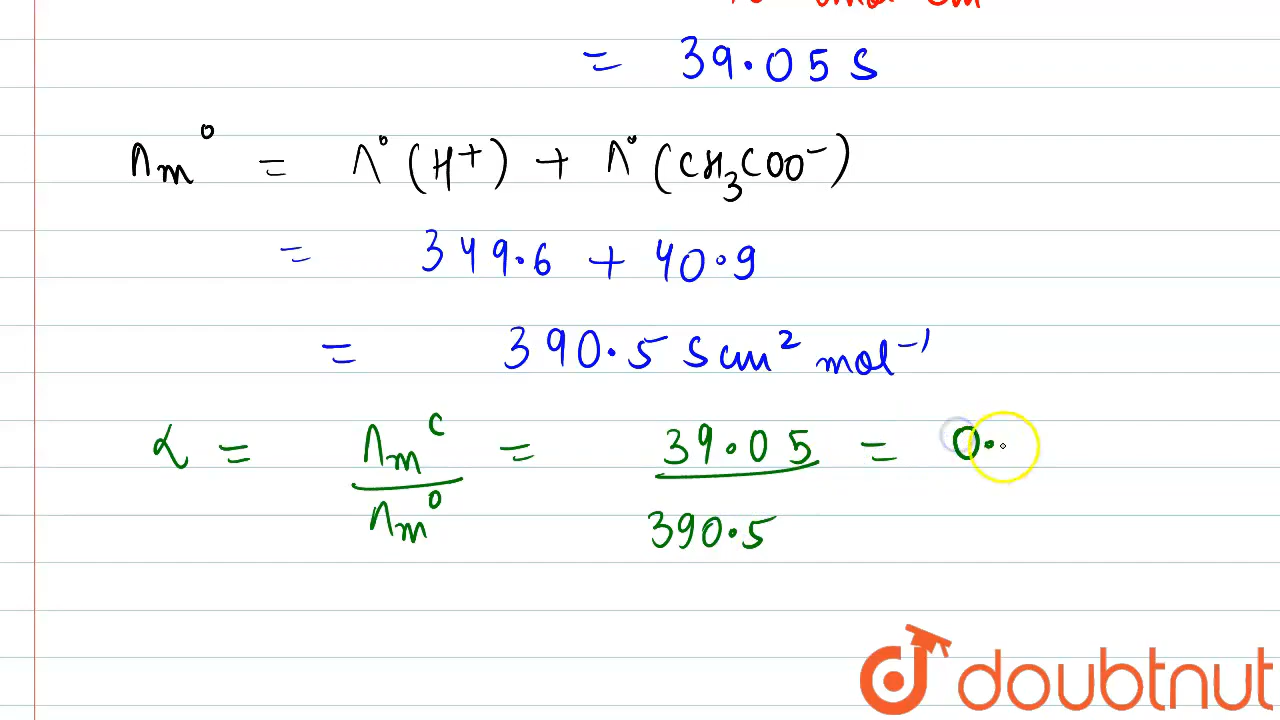 = 39.05 S
Λm° = Λ°(H+) + Λ°(CH3COO−)
= 349.6 + 40.9
= 390.5 S cm² mol−1
α = Λmᶜ/Λm° = 39.05/390.5 = 0.
doubtnut